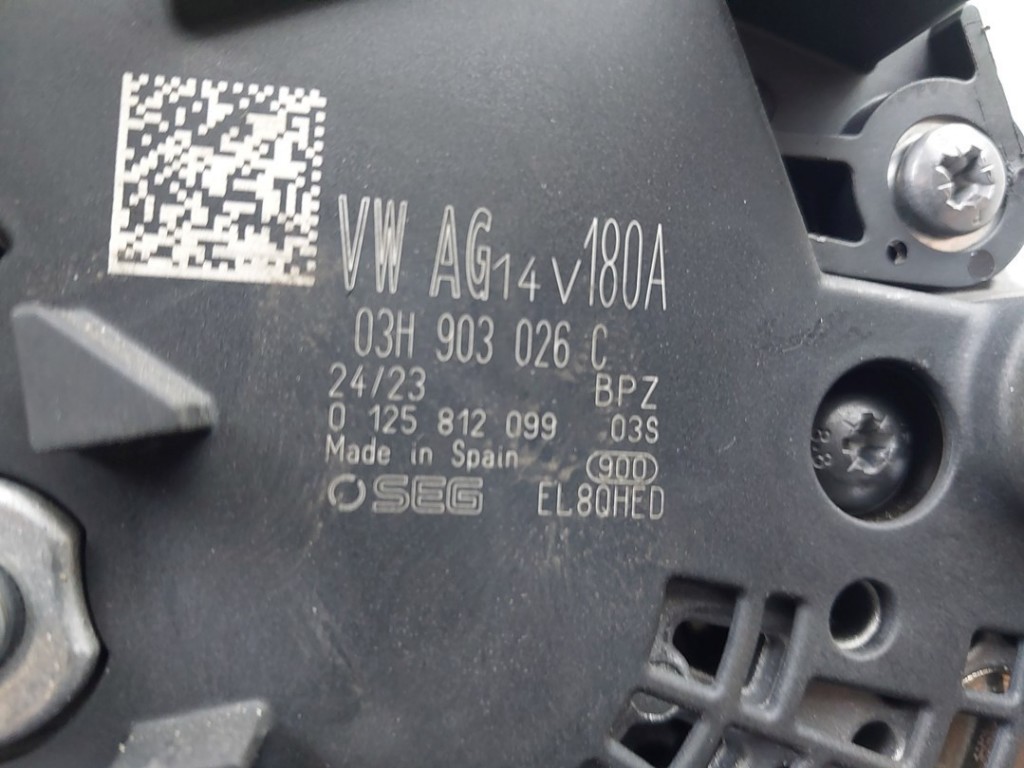 VW AG 14V 180A
03H 903 026 C
24/23 BPZ
0 125 812 099 03S
Made in Spain 900
SEG EL8QHED